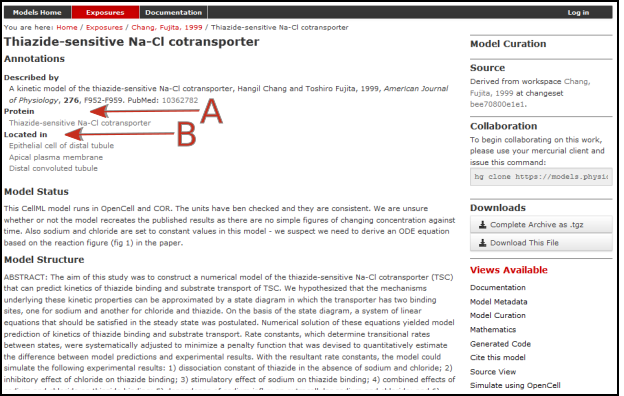 Models Home Exposures Documentation Log in
You are here: Home / Exposures / Chang, Fujita, 1999 / Thiazide-sensitive Na-Cl cotransporter
Thiazide-sensitive Na-Cl cotransporter
Annotations
Described by
A kinetic model of the thiazide-sensitive Na-Cl cotransporter, Hangil Chang and Toshiro Fujita, 1999, American Journal
of Physiology, 276, F952-F959. PubMed: 10362782
Protein
A
Thiazide-sensitive Na-Cl cotransporter
Located in
B
Epithelial cell of distal tubule
Apical plasma membrane
Distal convoluted tubule
Model Status
This CellML model runs in OpenCell and COR. The units have ben checked and they are consistent. We are unsure
whether or not the model recreates the published results as there are no simple figures of changing concentration against
time. Also sodium and chloride are set to constant values in this model - we suspect we need to derive an ODE equation
based on the reaction figure (fig 1) in the paper.
Model Structure
ABSTRACT: The aim of this study was to construct a numerical model of the thiazide-sensitive Na-Cl cotransporter (TSC)
that can predict kinetics of thiazide binding and substrate transport of TSC. We hypothesized that the mechanisms
underlying these kinetic properties can be approximated by a state diagram in which the transporter has two binding
sites, one for sodium and another for chloride and thiazide. On the basis of the state diagram, a system of linear
equations that should be satisfied in the steady state was postulated. Numerical solution of these equations yielded model
prediction of kinetics of thiazide binding and substrate transport. Rate constants, which determine transitional rates
between states, were systematically adjusted to minimize a penalty function that was devised to quantitatively estimate
the difference between model predictions and experimental results. With the resultant rate constants, the model could
simulate the following experimental results: 1) dissociation constant of thiazide in the absence of sodium and chloride; 2)
inhibitory effect of chloride on thiazide binding; 3) stimulatory effect of sodium on thiazide binding; 4) combined effects of
Model Curation
Source
Derived from workspace Chang,
Fujita, 1999 at changeset
bee70800e1e1.
Collaboration
To begin collaborating on this work,
please use your mercurial client and
issue this command:
hg clone https://models.physi
Downloads
Complete Archive as .tgz
Download This File
Views Available
Documentation
Model Metadata
Model Curation
Mathematics
Generated Code
Cite this model
Source View
Simulate using OpenCell